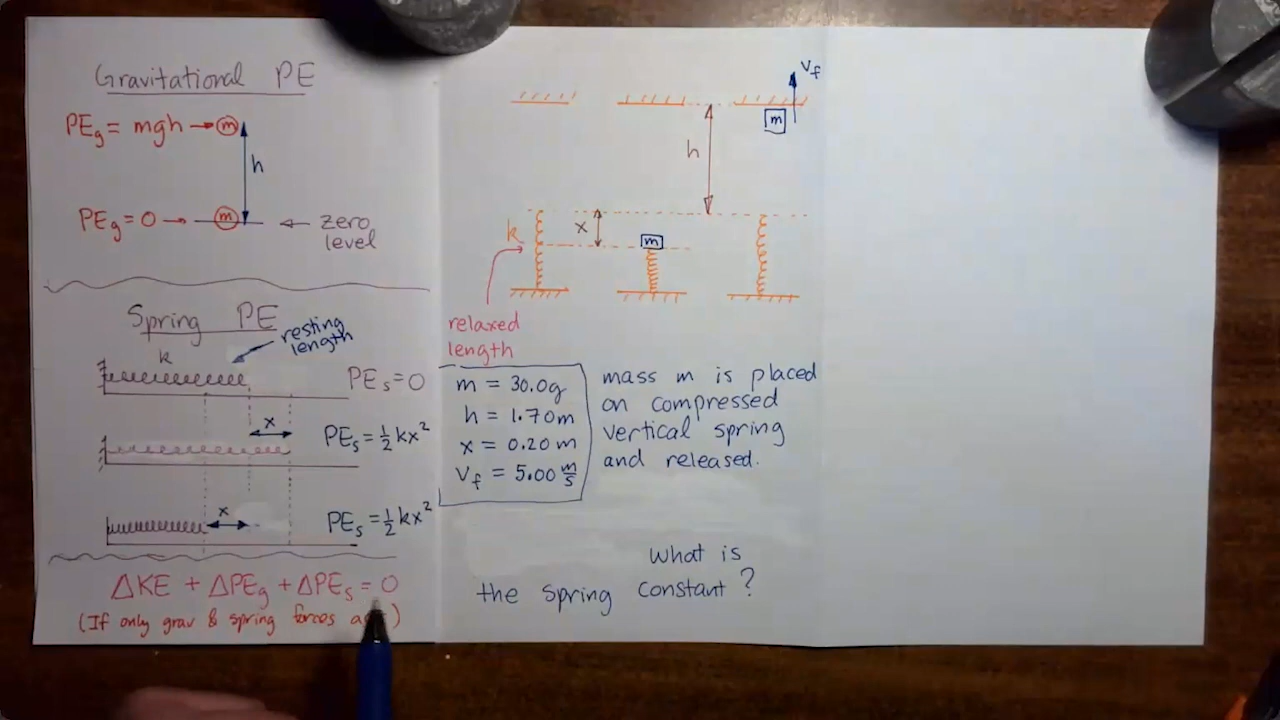 Gravitational PE
PEg = mgh
m
h
PEg = 0
m
zero
level
Spring PE
resting
length
k
PEs = 0
x
PEs = ½kx²
x
PEs = ½kx²
ΔKE + ΔPEg + ΔPEs = 0
(If only grav & spring forces a )
vf
m
h
k
x
m
relaxed
length
m = 30.0g
h = 1.70m
x = 0.20 m
Vf = 5.00 m/s
mass m is placed
on compressed
vertical spring
and released.
What is
the spring constant?